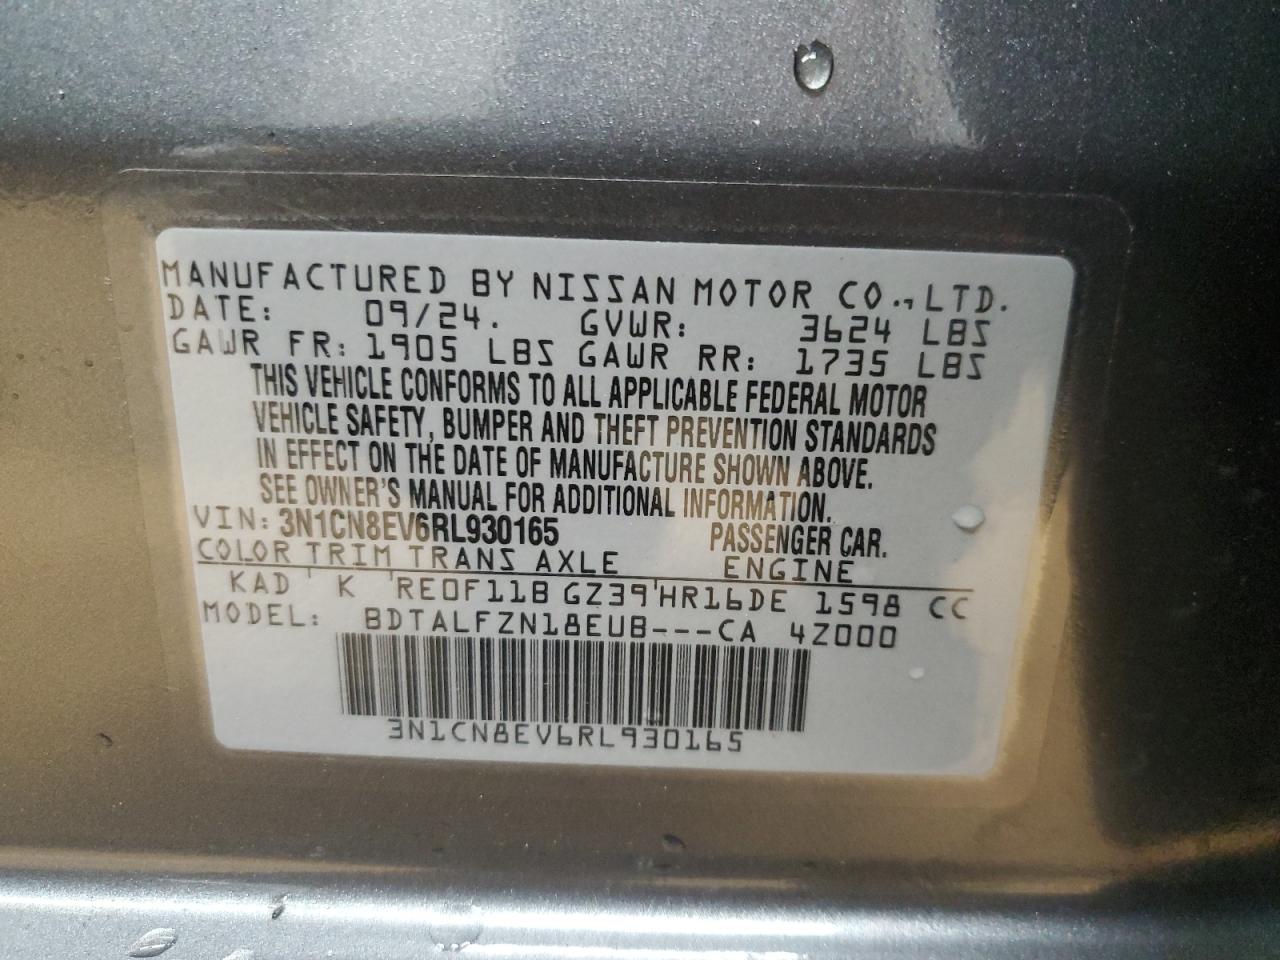 MANUFACTURED BY NISSAN MOTOR CO., LTD.
DATE: 09/24. GVWR: 3624 LBS
GAWR FR: 1905 LBS GAWR RR: 1735 LBS
THIS VEHICLE CONFORMS TO ALL APPLICABLE FEDERAL MOTOR
VEHICLE SAFETY, BUMPER AND THEFT PREVENTION STANDARDS
IN EFFECT ON THE DATE OF MANUFACTURE SHOWN ABOVE.
SEE OWNER'S MANUAL FOR ADDITIONAL INFORMATION.
VIN: 3N1CN8EV6RL930165 PASSENGER CAR.
COLOR TRIM TRANS AXLE ENGINE
KAD K RE0F11B GZ39 HR16DE 1598 CC
MODEL: BDTALFZN18EUB---CA 4Z000
3N1CN8EV6RL930165